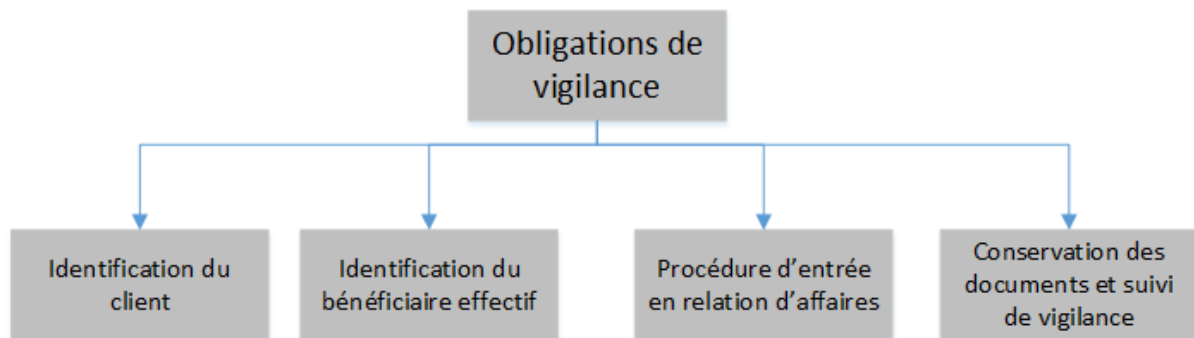 Obligations de
vigilance
Identification du
client
Identification du
bénéficiaire effectif
Procédure d'entrée
en relation d'affaires
Conservation des
documents et suivi
de vigilance